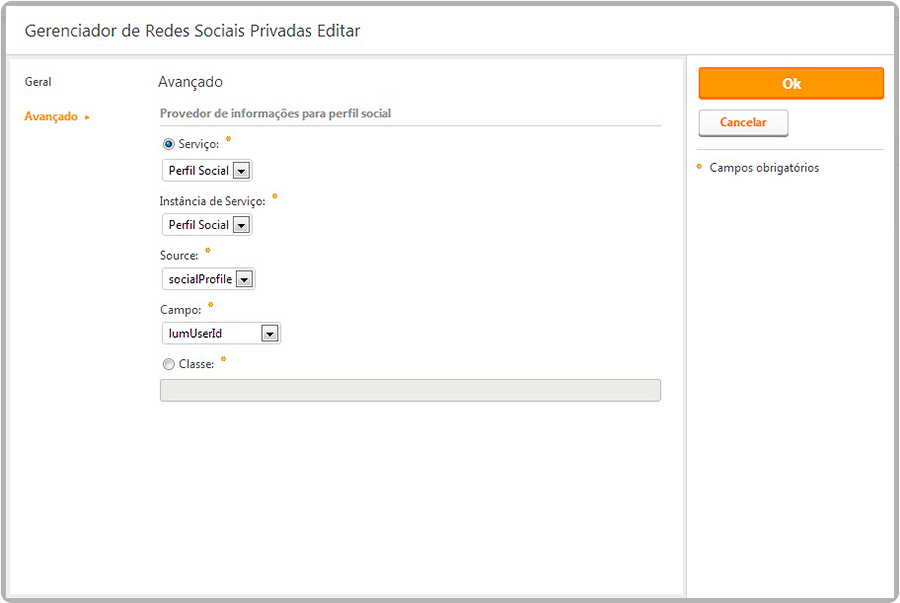 Gerenciador de Redes Sociais Privadas Editar
Geral
Avançado
Avançado
Provedor de informações para perfil social
Serviço: *
Perfil Social
Instância de Serviço: *
Perfil Social
Source: *
socialProfile
Campo: *
lumUserId
Classe: *
Ok
Cancelar
* Campos obrigatórios